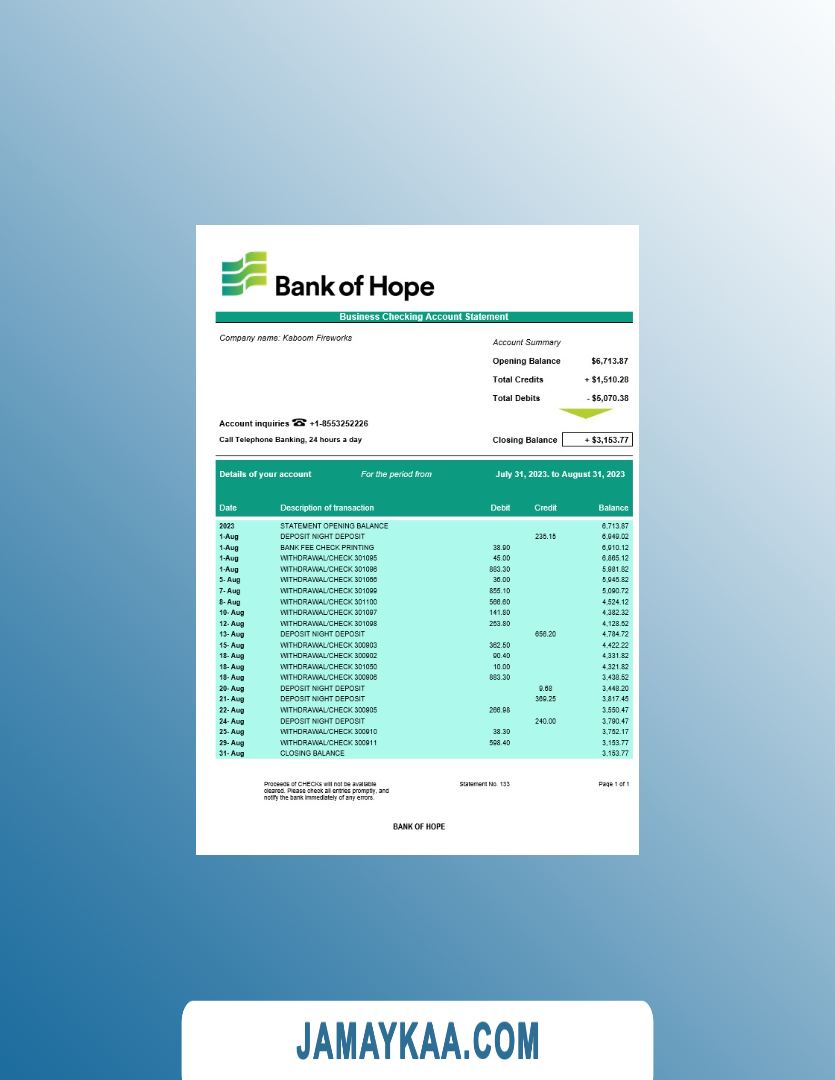 Bank of Hope
Business Checking Account Statement
Company name: Kaboom Fireworks
Account Summary
Opening Balance $6,713.87
Total Credits + $1,510.28
Total Debits - $5,070.38
Account inquiries ☎ +1-8553252226
Call Telephone Banking, 24 hours a day
Closing Balance + $3,153.77
Details of your account For the period from July 31, 2023. to August 31, 2023
Date Description of transaction Debit Credit Balance
2023 STATEMENT OPENING BALANCE 6,713.87
1-Aug DEPOSIT NIGHT DEPOSIT 235.15 6,949.02
1-Aug BANK FEE CHECK PRINTING 38.90 6,910.12
1-Aug WITHDRAWAL/CHECK 301095 45.00 6,865.12
1-Aug WITHDRAWAL/CHECK 301096 883.30 5,981.82
5- Aug WITHDRAWAL/CHECK 301066 36.00 5,945.82
7- Aug WITHDRAWAL/CHECK 301099 855.10 5,090.72
8- Aug WITHDRAWAL/CHECK 301100 566.60 4,524.12
10- Aug WITHDRAWAL/CHECK 301097 141.80 4,382.32
12- Aug WITHDRAWAL/CHECK 301098 253.80 4,128.52
13- Aug DEPOSIT NIGHT DEPOSIT 656.20 4,784.72
15- Aug WITHDRAWAL/CHECK 300903 362.50 4,422.22
18- Aug WITHDRAWAL/CHECK 300902 90.40 4,331.82
18- Aug WITHDRAWAL/CHECK 301050 10.00 4,321.82
18- Aug WITHDRAWAL/CHECK 300906 883.30 3,438.52
20- Aug DEPOSIT NIGHT DEPOSIT 9.68 3,448.20
21- Aug DEPOSIT NIGHT DEPOSIT 369.25 3,817.45
22- Aug WITHDRAWAL/CHECK 300905 266.98 3,550.47
24- Aug DEPOSIT NIGHT DEPOSIT 240.00 3,790.47
25- Aug WITHDRAWAL/CHECK 300910 38.30 3,752.17
29- Aug WITHDRAWAL/CHECK 300911 598.40 3,153.77
31- Aug CLOSING BALANCE 3,153.77
Proceeds of CHECKs will not be available Statement No. 133 Page 1 of 1
cleared. Please check all entries promptly, and
notify the bank immediately of any errors.
BANK OF HOPE
JAMAYKAA.COM